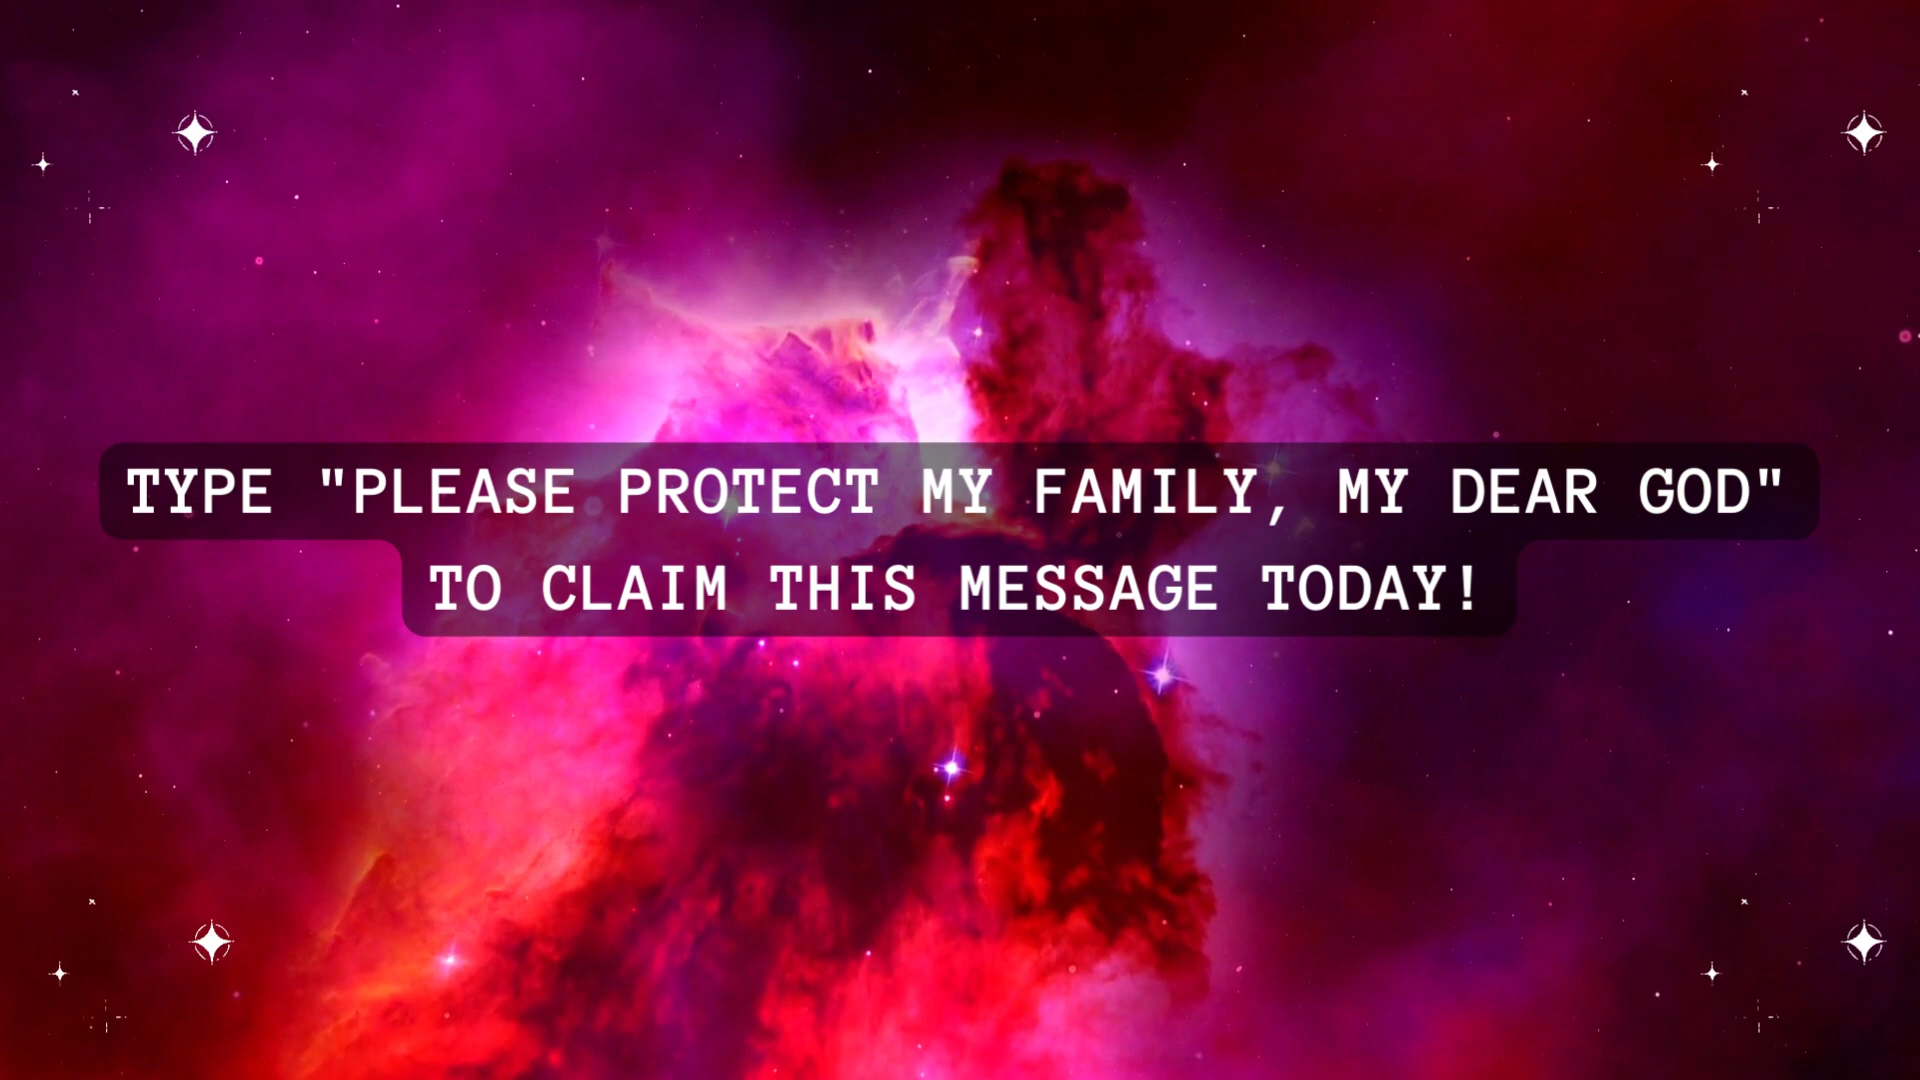 TYPE "PLEASE PROTECT MY FAMILY, MY DEAR GOD"
TO CLAIM THIS MESSAGE TODAY!